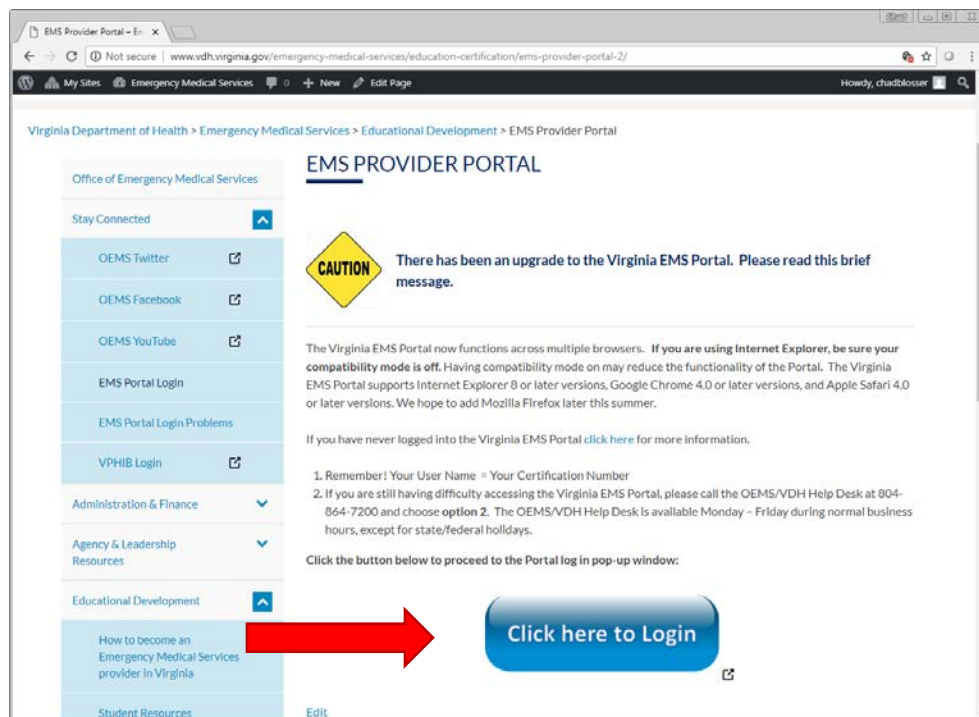 EMS Provider Portal – Em
Not secure | www.vdh.virginia.gov/emergency-medical-services/education-certification/ems-provider-portal-2/
My Sites Emergency Medical Services 0 New Edit Page Howdy, chadblosser
Virginia Department of Health > Emergency Medical Services > Educational Development > EMS Provider Portal
Office of Emergency Medical Services
Stay Connected
OEMS Twitter
OEMS Facebook
OEMS YouTube
EMS Portal Login
EMS Portal Login Problems
VPHIB Login
Administration & Finance
Agency & Leadership
Resources
Educational Development
How to become an
Emergency Medical Services
provider in Virginia
Student Resources
EMS PROVIDER PORTAL
CAUTION
There has been an upgrade to the Virginia EMS Portal. Please read this brief
message.
The Virginia EMS Portal now functions across multiple browsers. If you are using Internet Explorer, be sure your
compatibility mode is off. Having compatibility mode on may reduce the functionality of the Portal. The Virginia
EMS Portal supports Internet Explorer 8 or later versions, Google Chrome 4.0 or later versions, and Apple Safari 4.0
or later versions. We hope to add Mozilla Firefox later this summer.
If you have never logged into the Virginia EMS Portal click here for more information.
1. Remember! Your User Name = Your Certification Number
2. If you are still having difficulty accessing the Virginia EMS Portal, please call the OEMS/VDH Help Desk at 804-
864-7200 and choose option 2. The OEMS/VDH Help Desk is available Monday – Friday during normal business
hours, except for state/federal holidays.
Click the button below to proceed to the Portal log in pop-up window:
Click here to Login
Edit